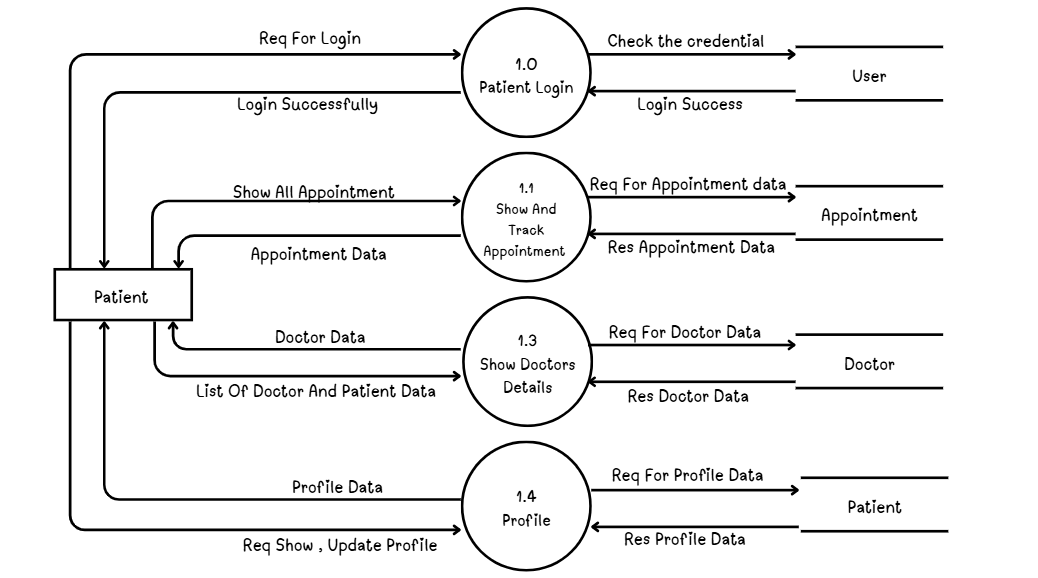 Req For Login
Check the credential
1.0
Patient Login
User
Login Successfully
Login Success
Show All Appointment
Req For Appointment data
1.1
Show And
Track
Appointment
Appointment
Appointment Data
Res Appointment Data
Patient
Doctor Data
Req For Doctor Data
1.3
Show Doctors
Details
Doctor
List Of Doctor And Patient Data
Res Doctor Data
Profile Data
Req For Profile Data
1.4
Profile
Patient
Req Show , Update Profile
Res Profile Data